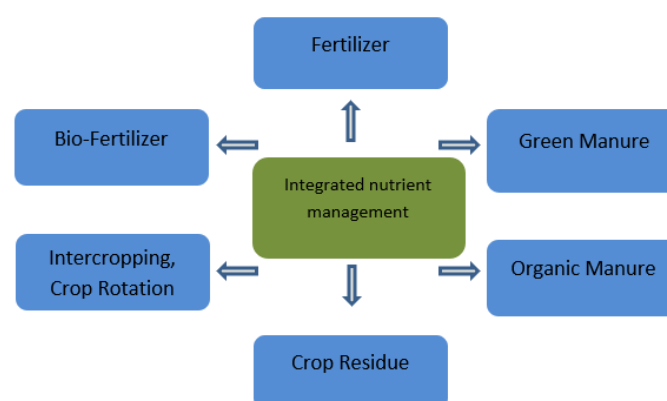 Fertilizer
Bio-Fertilizer
Green Manure
Integrated nutrient
management
Intercropping,
Crop Rotation
Organic Manure
Crop Residue